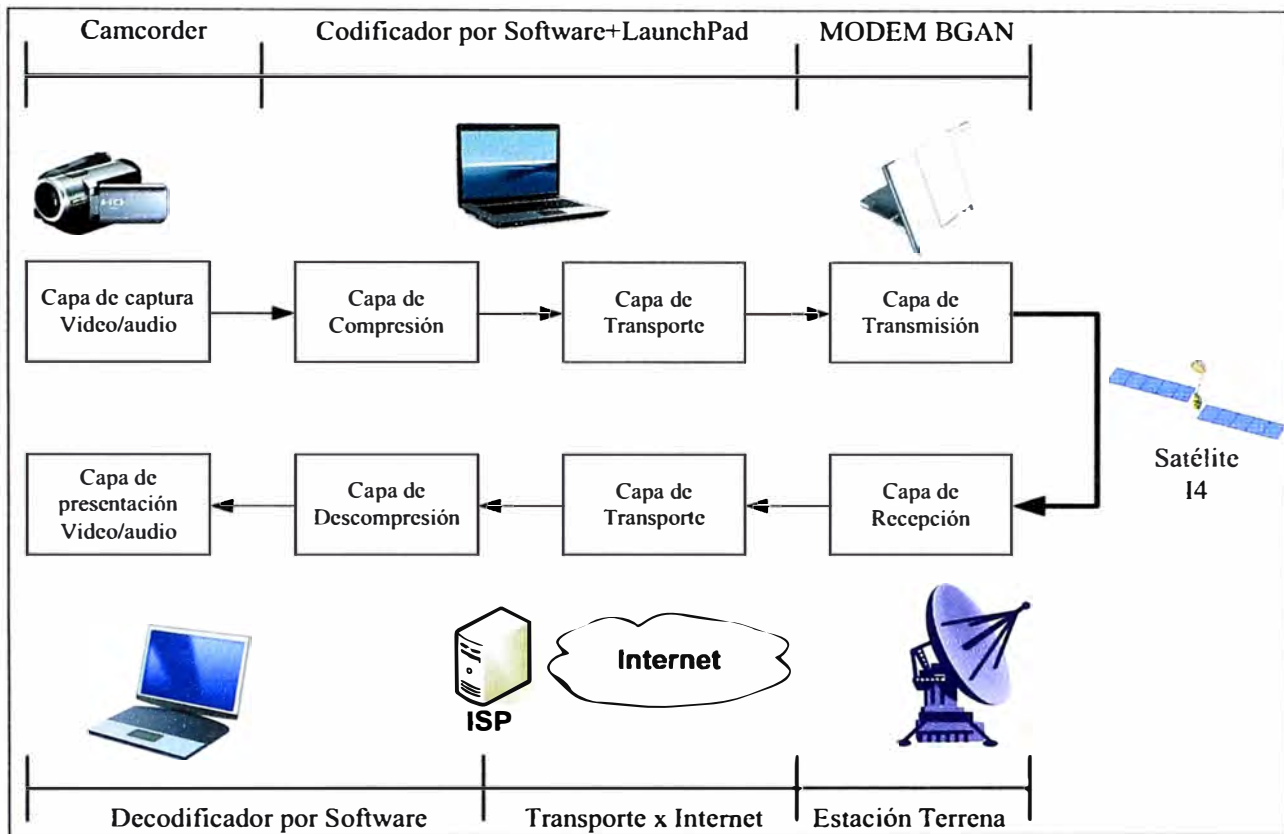 Camcorder
Codificador por Software+LaunchPad
MODEM BGAN
HD
Capa de captura
Video/audio
Capa de
Compresión
Capa de
Transporte
Capa de
Transmisión
Satélite
I4
Capa de
presentación
Video/audio
Capa de
Descompresión
Capa de
Transporte
Capa de
Recepción
ISP
Internet
Decodificador por Software
Transporte x Internet
Estación Terrena